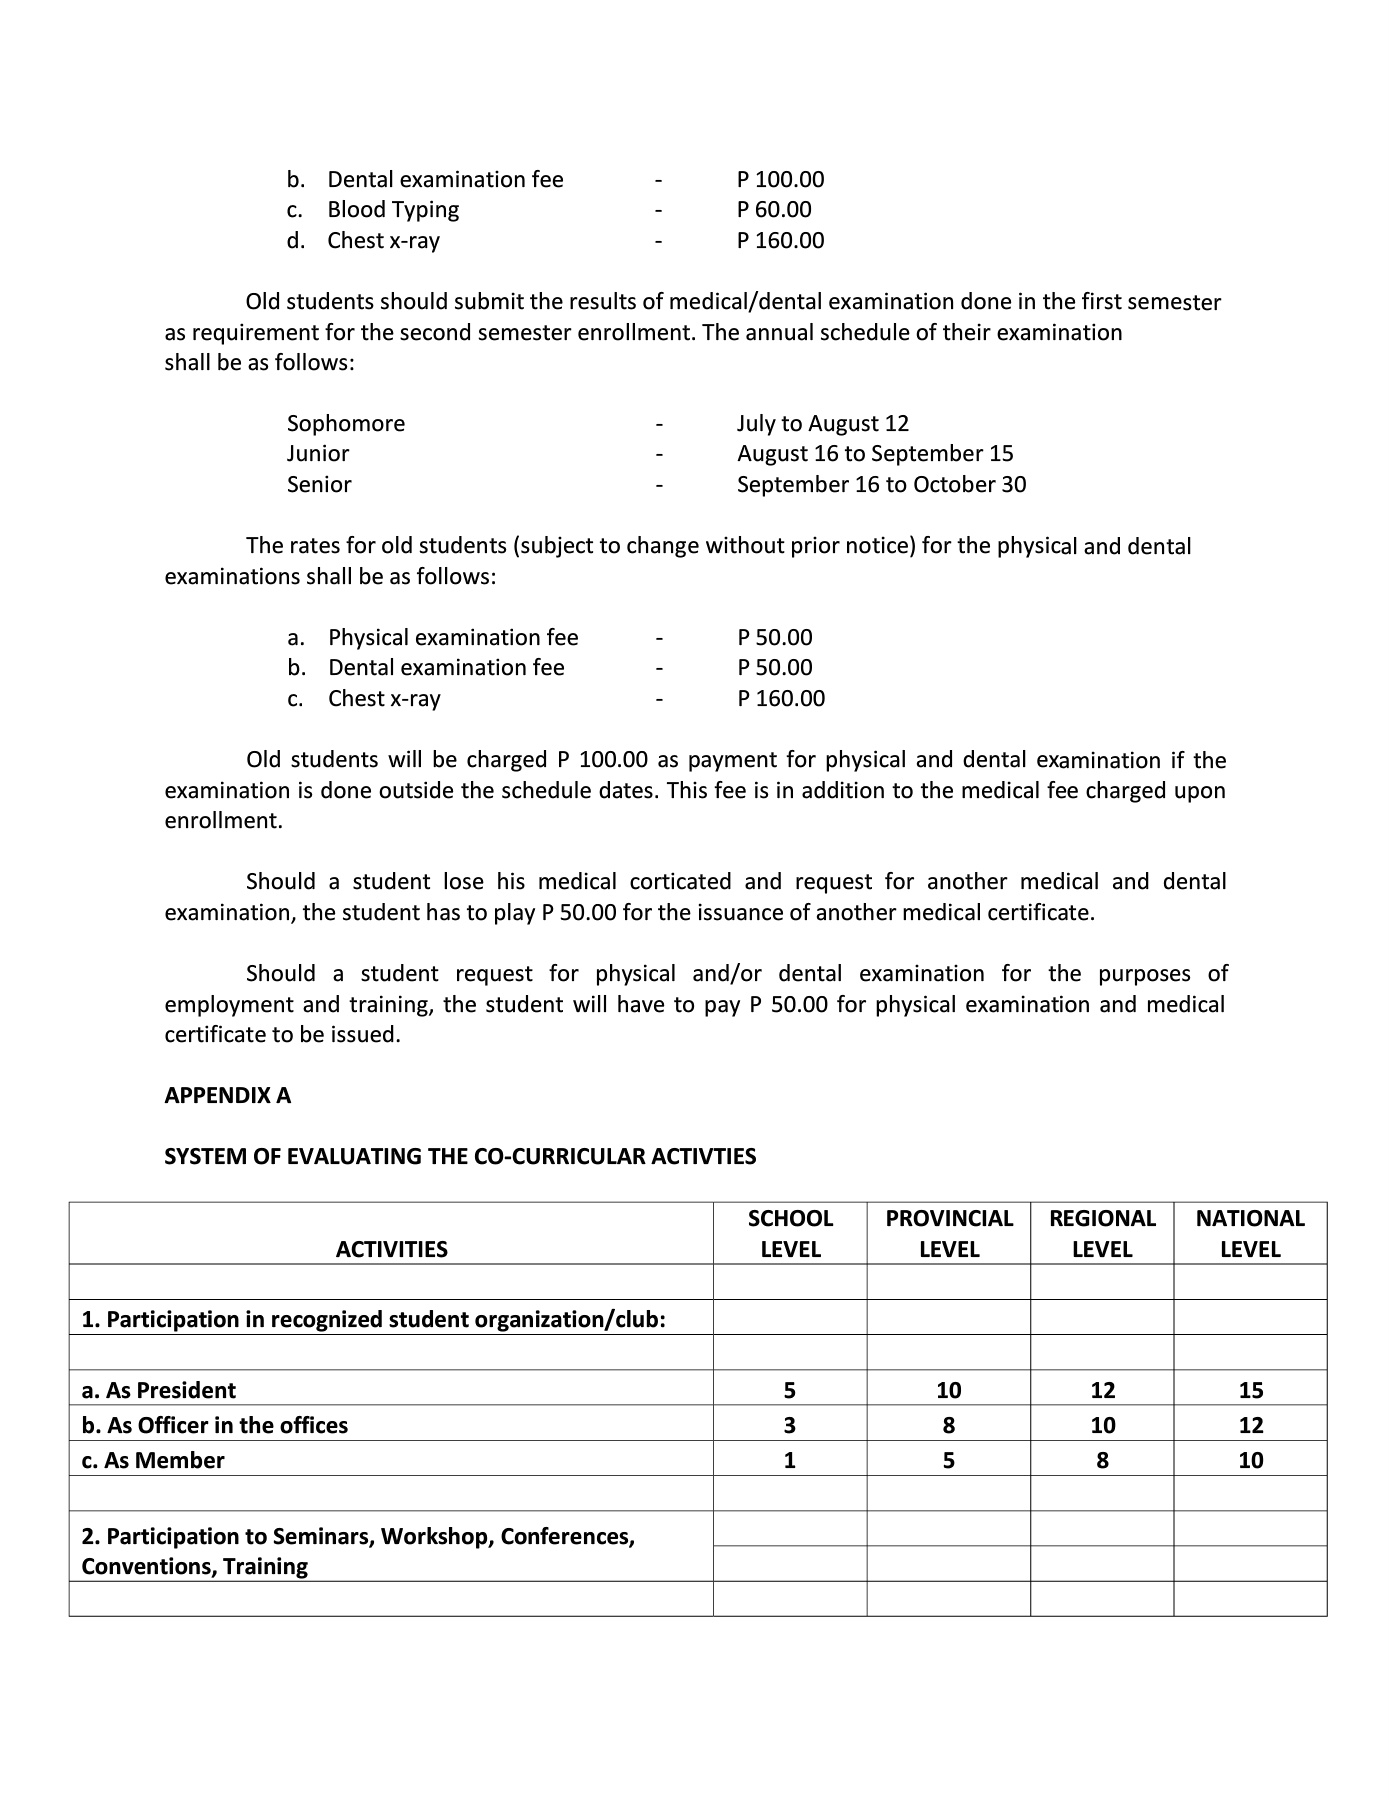 b. Dental examination fee - P 100.00
c. Blood Typing - P 60.00
d. Chest x-ray - P 160.00
Old students should submit the results of medical/dental examination done in the first semester
as requirement for the second semester enrollment. The annual schedule of their examination
shall be as follows:
Sophomore - July to August 12
Junior - August 16 to September 15
Senior - September 16 to October 30
The rates for old students (subject to change without prior notice) for the physical and dental
examinations shall be as follows:
a. Physical examination fee - P 50.00
b. Dental examination fee - P 50.00
c. Chest x-ray - P 160.00
Old students will be charged P 100.00 as payment for physical and dental examination if the
examination is done outside the schedule dates. This fee is in addition to the medical fee charged upon
enrollment.
Should a student lose his medical corticated and request for another medical and dental
examination, the student has to play P 50.00 for the issuance of another medical certificate.
Should a student request for physical and/or dental examination for the purposes of
employment and training, the student will have to pay P 50.00 for physical examination and medical
certificate to be issued.
APPENDIX A
SYSTEM OF EVALUATING THE CO-CURRICULAR ACTIVTIES
SCHOOL PROVINCIAL REGIONAL NATIONAL
ACTIVITIES LEVEL LEVEL LEVEL LEVEL
1. Participation in recognized student organization/club:
a. As President 5 10 12 15
b. As Officer in the offices 3 8 10 12
c. As Member 1 5 8 10
2. Participation to Seminars, Workshop, Conferences,
Conventions, Training